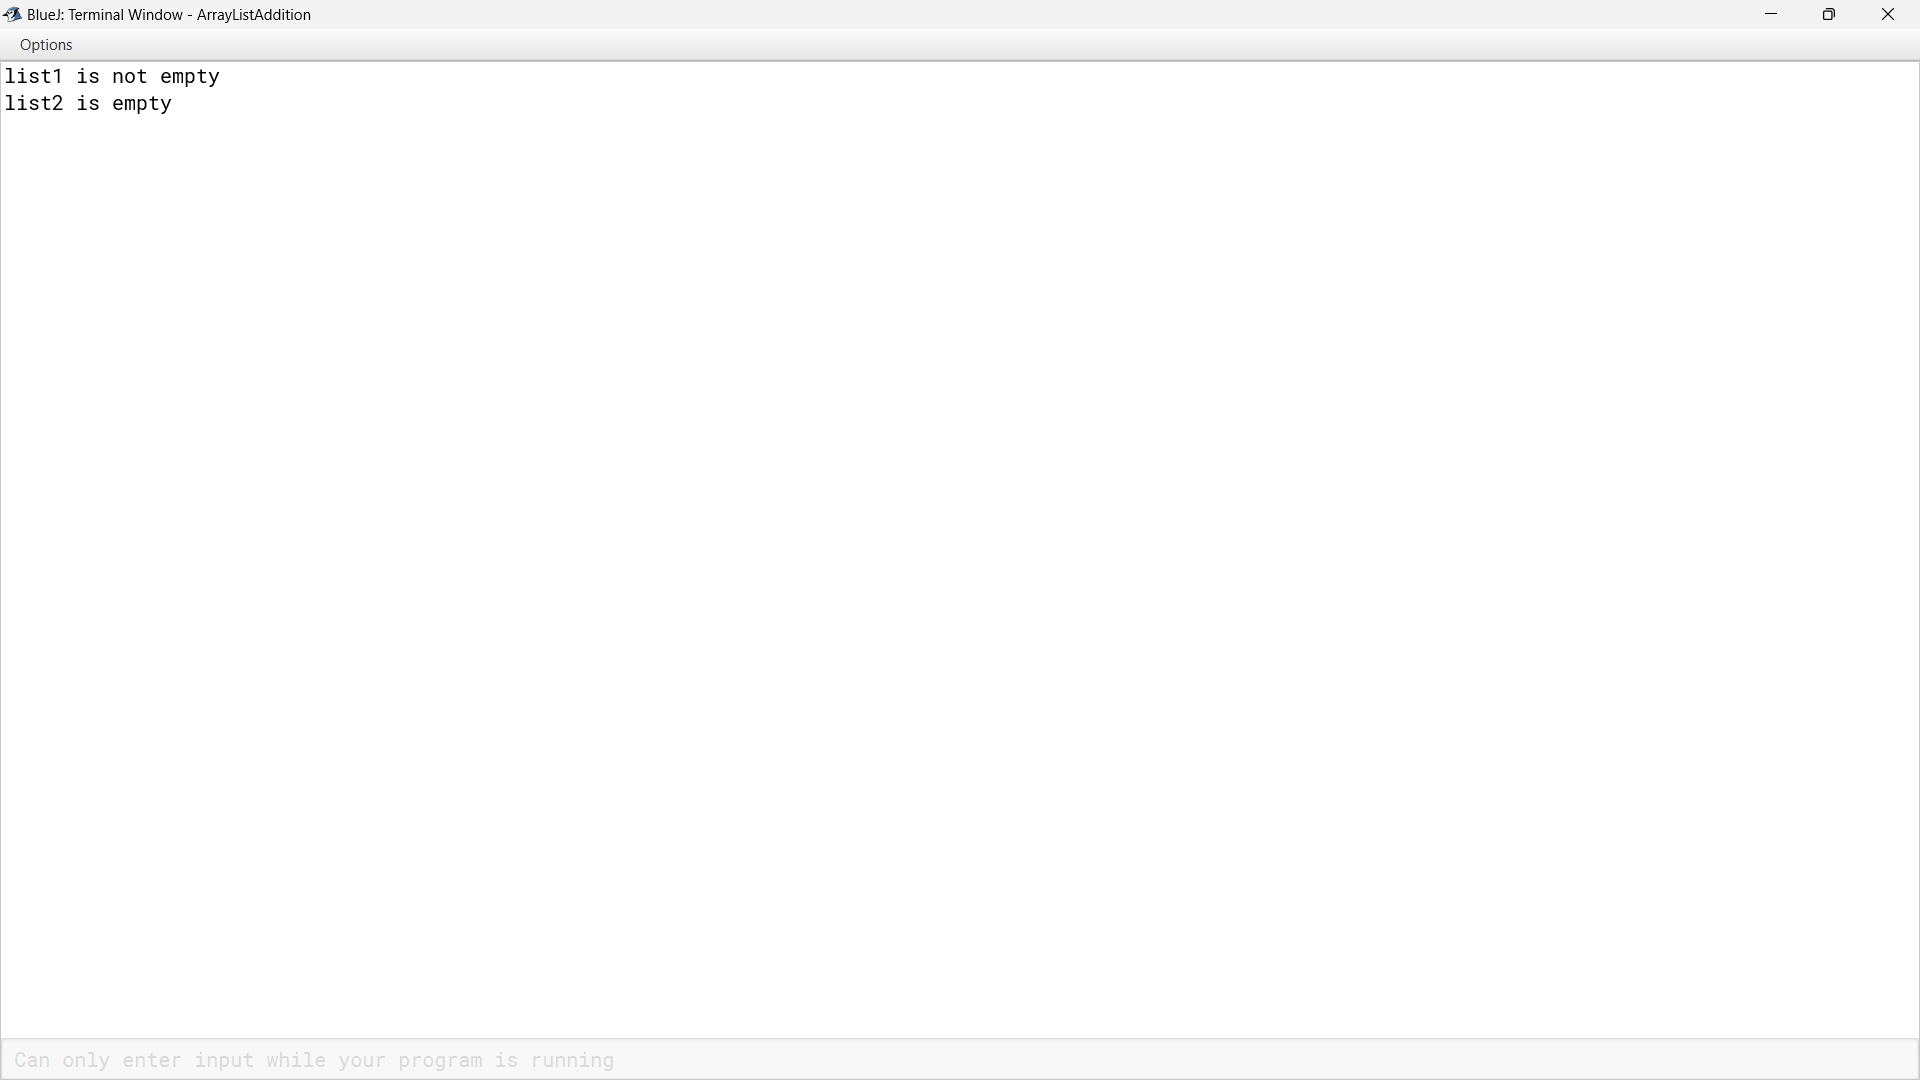 BlueJ: Terminal Window - ArrayListAddition
Options
list1 is not empty
list2 is empty
Can only enter input while your program is running